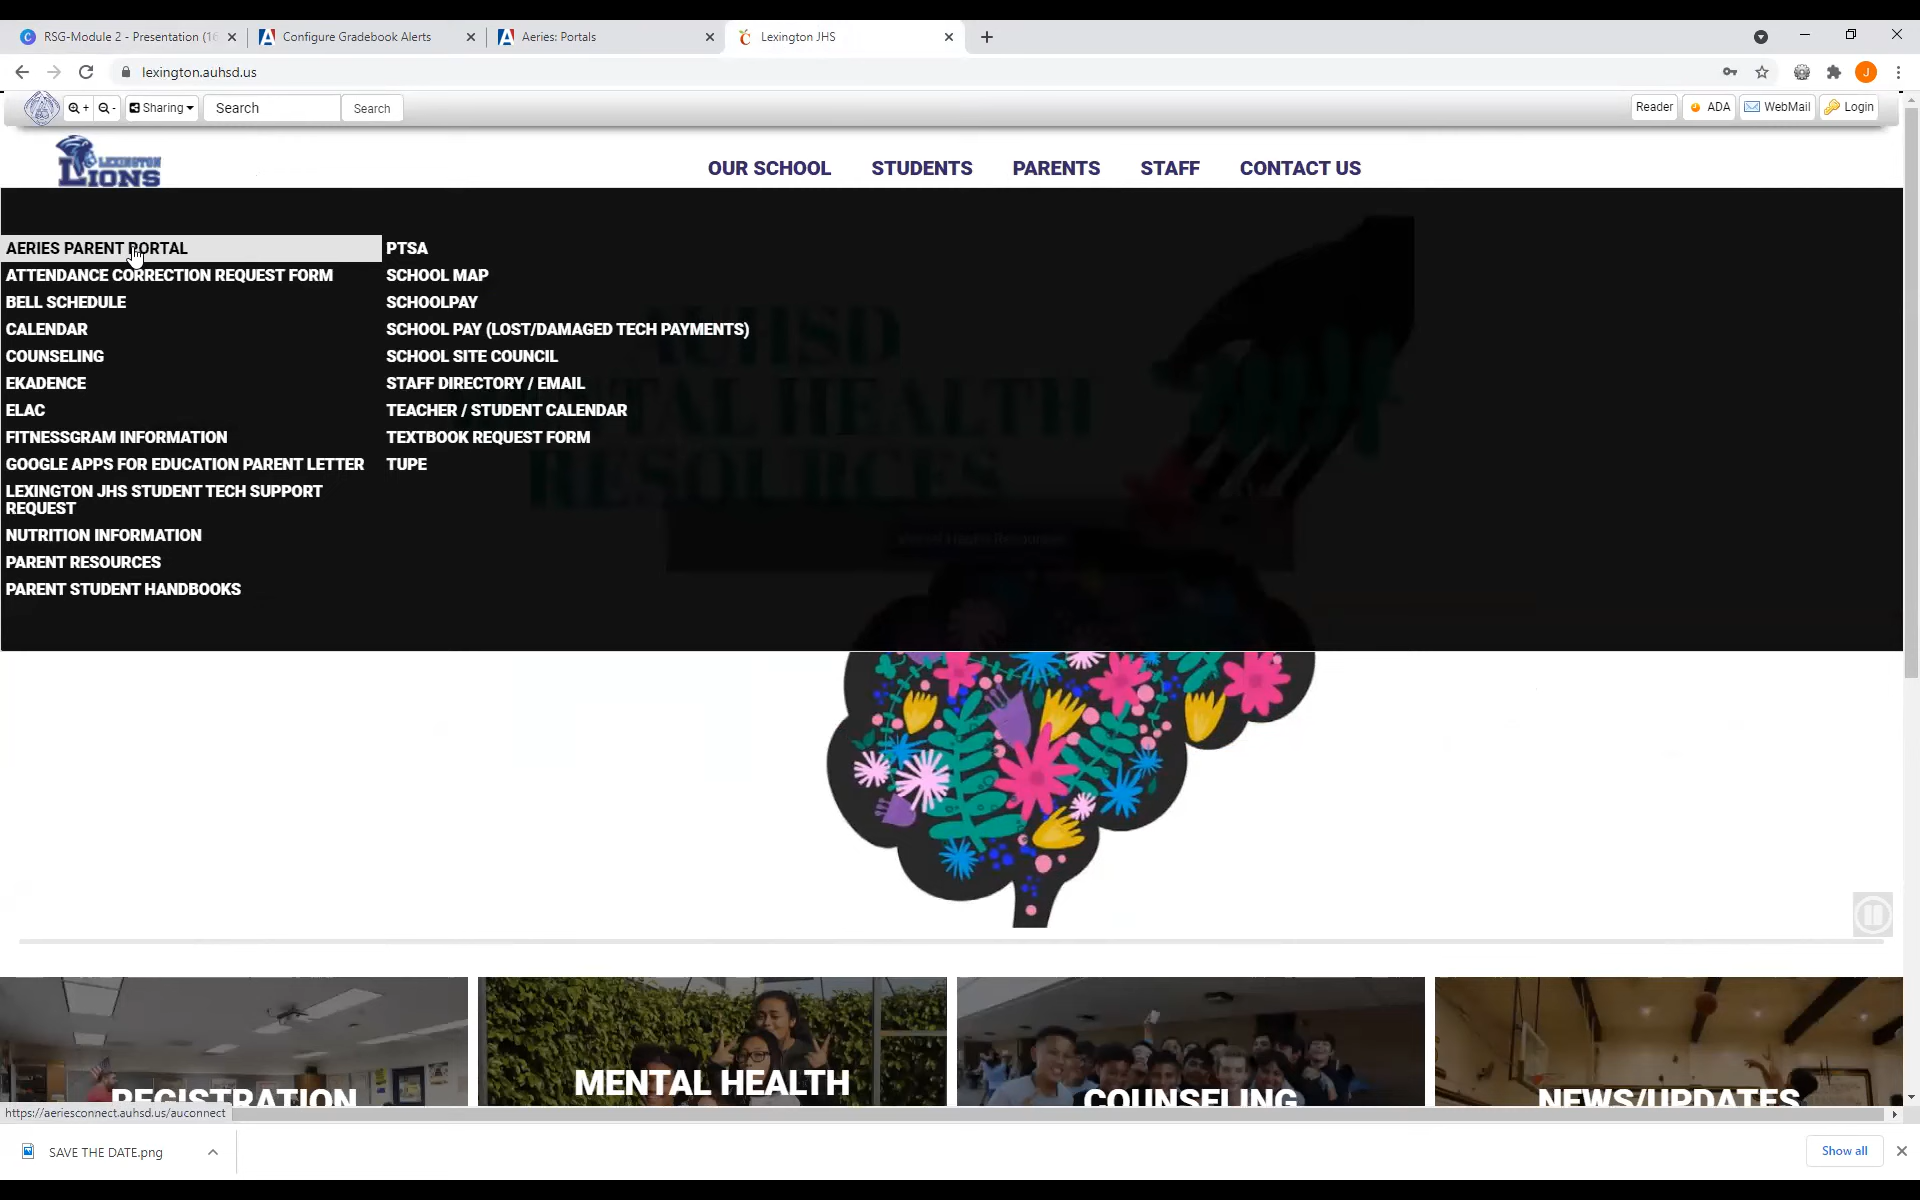 RSG-Module 2 - Presentation (16
Configure Gradebook Alerts
Aeries: Portals
Lexington JHS
lexington.auhsd.us
J
+
-
Sharing
Search
Search
Reader
ADA
WebMail
Login
LEXINGTON
LIONS
OUR SCHOOL
STUDENTS
PARENTS
STAFF
CONTACT US
AERIES PARENT PORTAL
ATTENDANCE CORRECTION REQUEST FORM
BELL SCHEDULE
CALENDAR
COUNSELING
EKADENCE
ELAC
FITNESSGRAM INFORMATION
GOOGLE APPS FOR EDUCATION PARENT LETTER
LEXINGTON JHS STUDENT TECH SUPPORT
REQUEST
NUTRITION INFORMATION
PARENT RESOURCES
PARENT STUDENT HANDBOOKS
PTSA
SCHOOL MAP
SCHOOLPAY
SCHOOL PAY (LOST/DAMAGED TECH PAYMENTS)
SCHOOL SITE COUNCIL
STAFF DIRECTORY / EMAIL
TEACHER / STUDENT CALENDAR
TEXTBOOK REQUEST FORM
TUPE
AUHSD
HEALTH
RESOURCES
REGISTRATION
MENTAL HEALTH
COUNSELING
NEWS/UPDATES
https://aeriesconnect.auhsd.us/auconnect
SAVE THE DATE.png
Show all